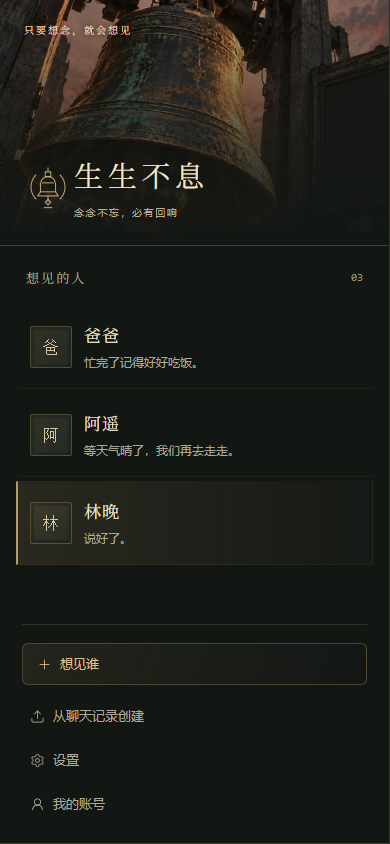 只要想念，就会想见
生生不息
念念不忘，必有回响
想见的人
03
爸
爸爸
忙完了记得好好吃饭。
阿
阿遥
等天气晴了，我们再去走走。
林
林晚
说好了。
+ 想见谁
从聊天记录创建
设置
我的账号